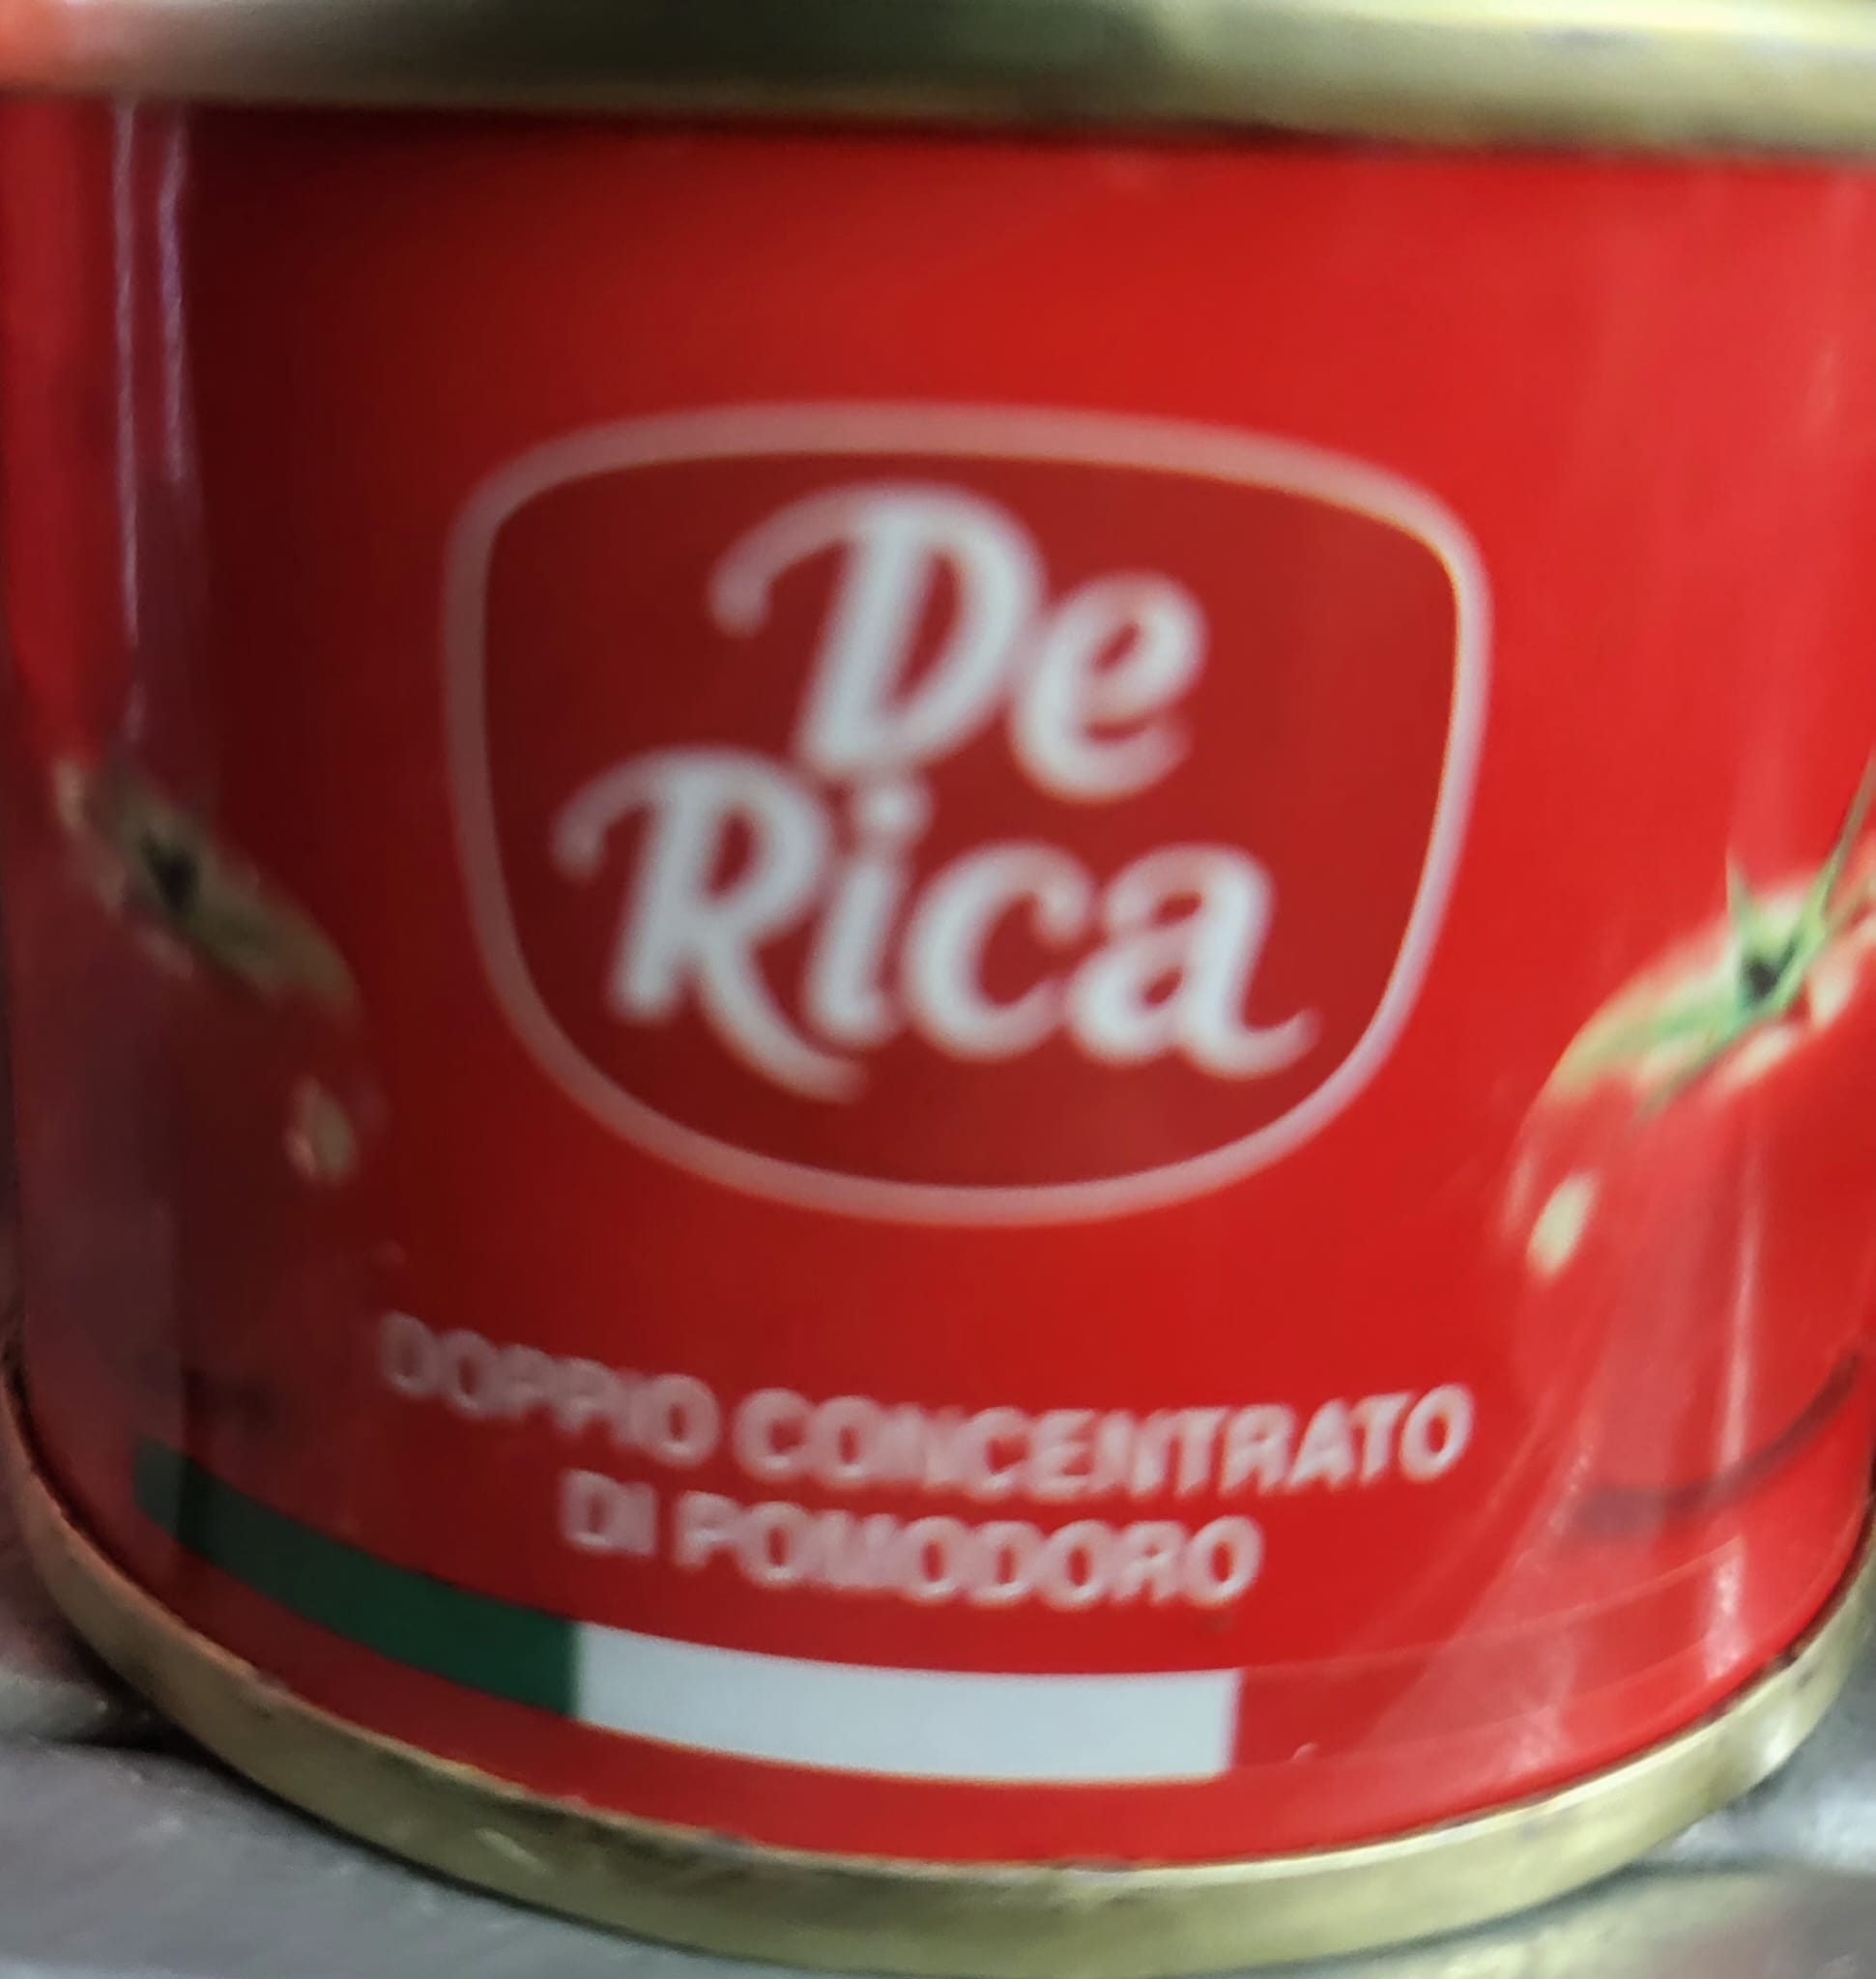 De
Rica
DOPPIO CONCENTRATO
DI POMODORO